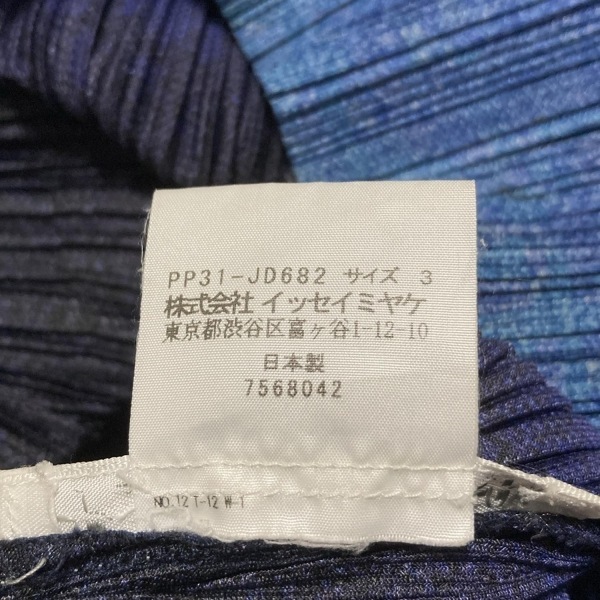 PP31-JD682 サイズ 3
株式会社 イッセイミヤケ
東京都渋谷区富ヶ谷1-12-10
日本製
7568042
NO.12 T-12 W-1